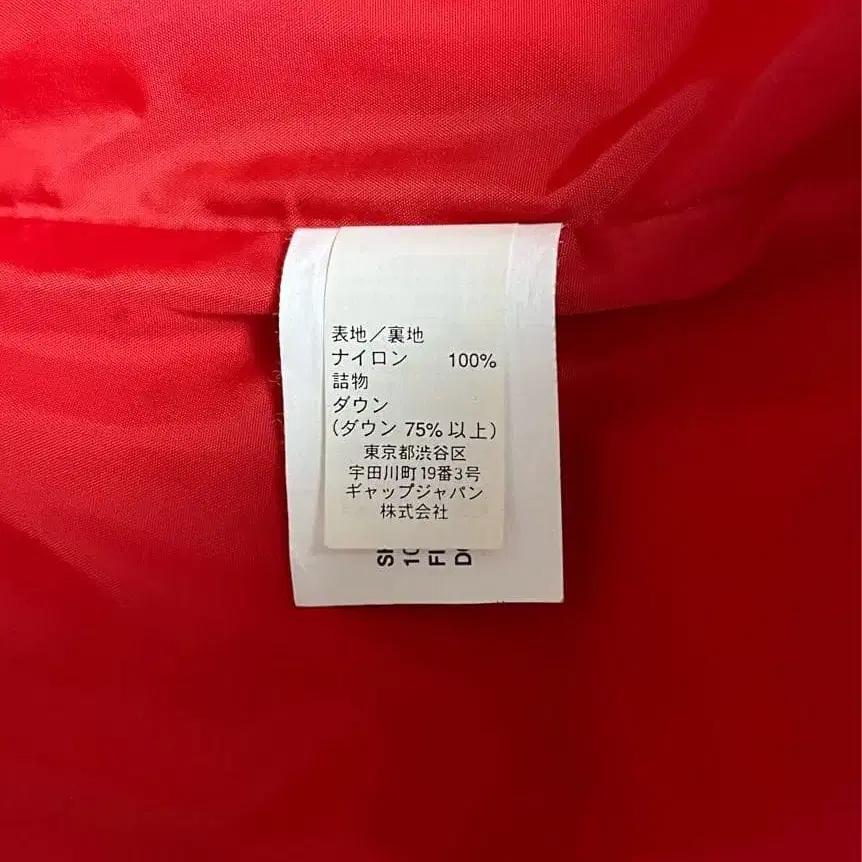 表地／裏地
ナイロン 100%
詰物
ダウン
(ダウン 75%以上)
東京都渋谷区
宇田川町19番3号
ギャップジャパン
株式会社